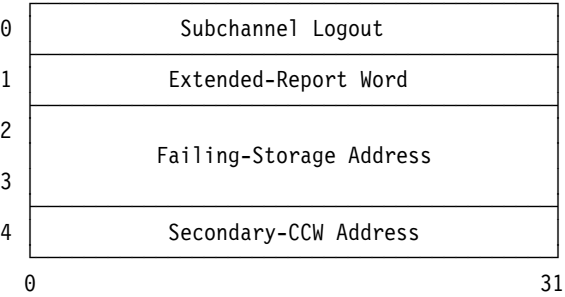 0 Subchannel Logout
1 Extended-Report Word
2
Failing-Storage Address
3
4 Secondary-CCW Address
0 31